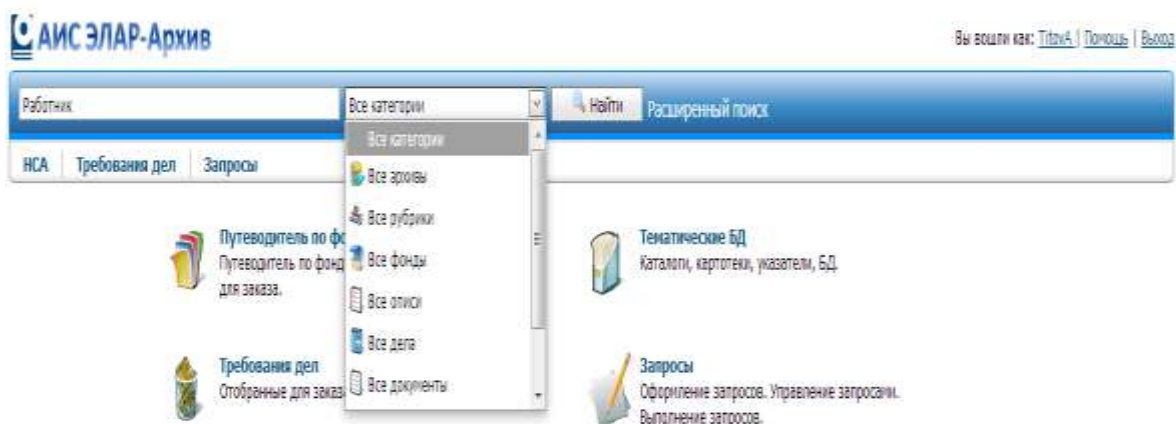 АИС ЭЛАР-Архив
Вы вошли как: TitovA | Помощь | Выход
Работник Все категории Найти Расширенный поиск
Все категории
НСА Требования дел Запросы
Все архивы
Все рубрики
Путеводитель по фо Тематические БД
Путеводитель по фонд Все фонды Каталоги, картотеки, указатели, БД.
для заказа.
Все описи
Все дела
Требования дел Запросы
Отобранные для заказ Все документы Оформление запросов. Управление запросами.
Выполнение запросов.